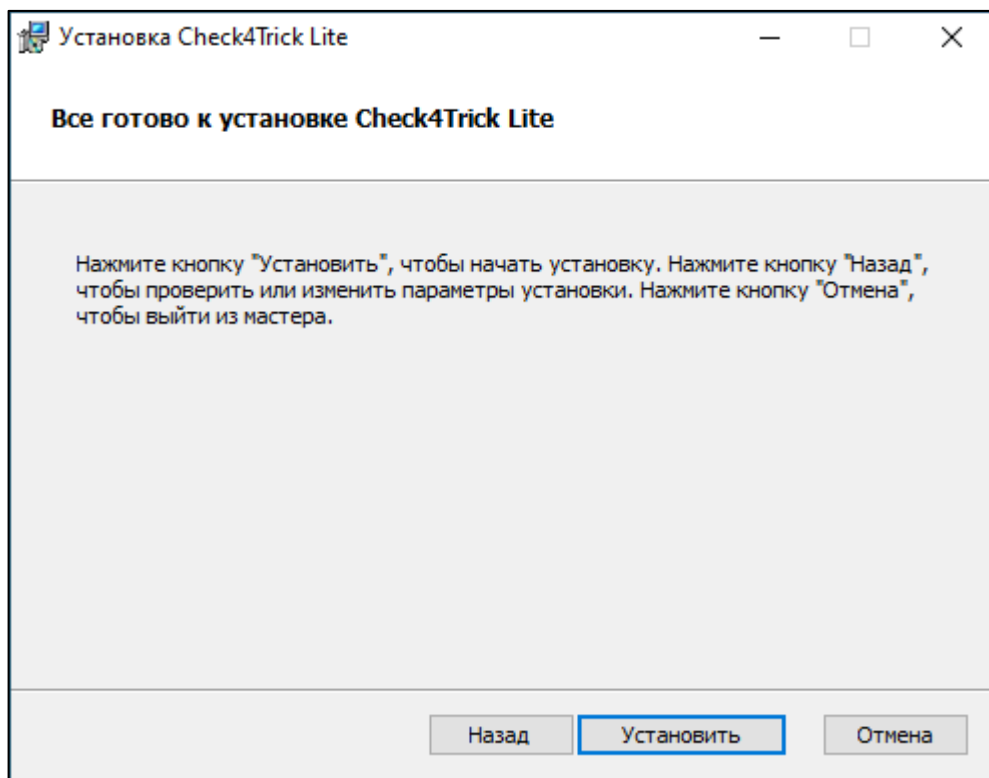 Установка Check4Trick Lite
Все готово к установке Check4Trick Lite
Нажмите кнопку "Установить", чтобы начать установку. Нажмите кнопку "Назад",
чтобы проверить или изменить параметры установки. Нажмите кнопку "Отмена",
чтобы выйти из мастера.
Назад
Установить
Отмена